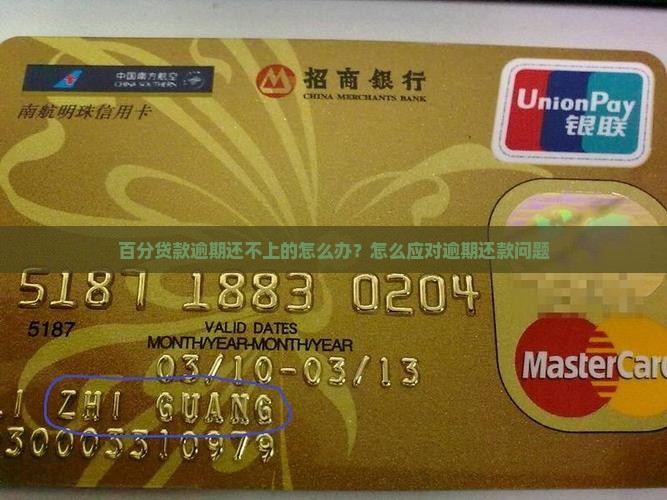 中国南方航空
CHINA SOUTHERN
南航明珠信用卡
招商銀行
CHINA MERCHANTS BANK
UnionPay
银联
百分贷款逾期还不上的怎么办？怎么应对逾期还款问题
5187 1883 0204
5187
VALID DATES
MONTH/YEAR-MONTH/YEAR
03/10-03/13
LI ZHI GUANG
30003310979
MasterCard